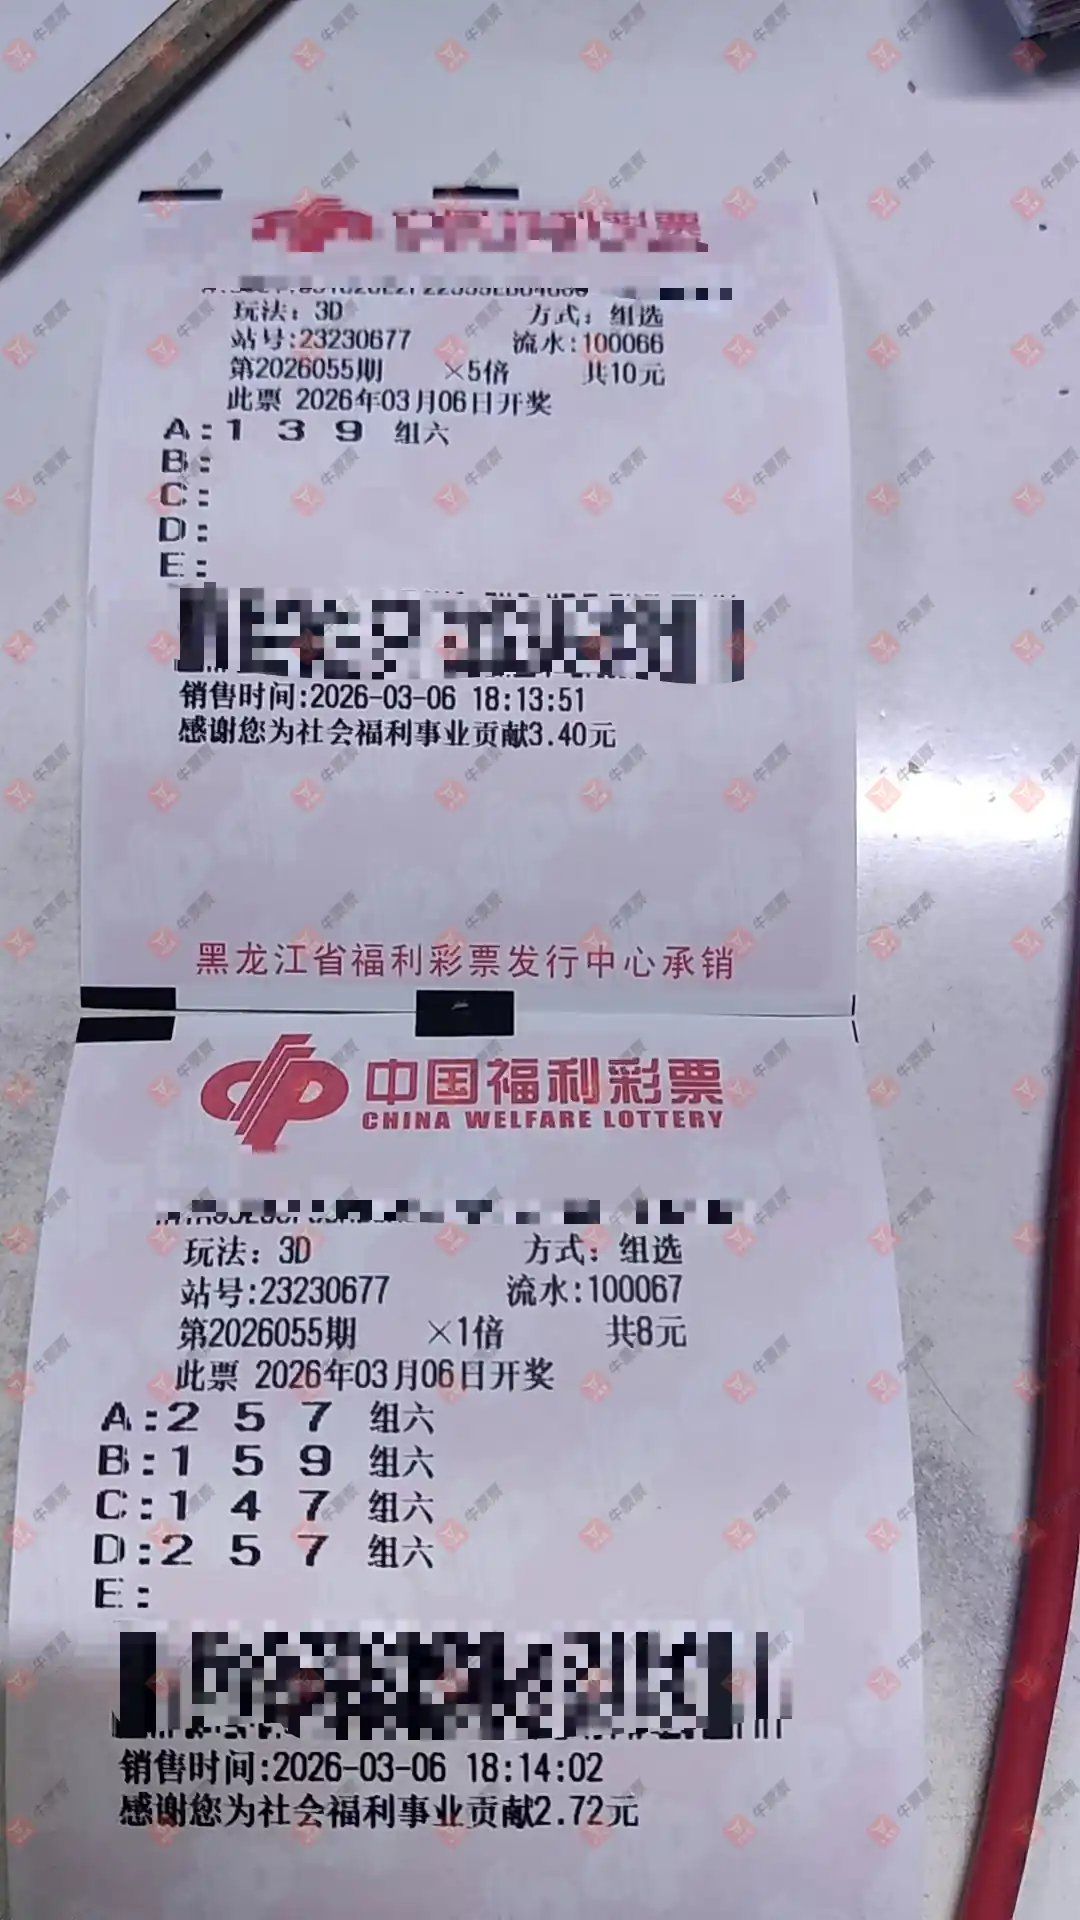 中国福利彩票
玩法：3D 方式：组选
站号:23230677 流水:100066
第2026055期 ×5倍 共10元
此票 2026年03月06日开奖
A:1 3 9 组六
B:
C:
D:
E:
销售时间:2026-03-06 18:13:51
感谢您为社会福利事业贡献3.40元
黑龙江省福利彩票发行中心承销
中国福利彩票
CHINA WELFARE LOTTERY
玩法：3D 方式：组选
站号:23230677 流水:100067
第2026055期 ×1倍 共8元
此票 2026年03月06日开奖
A:2 5 7 组六
B:1 5 9 组六
C:1 4 7 组六
D:2 5 7 组六
E:
销售时间:2026-03-06 18:14:02
感谢您为社会福利事业贡献2.72元
牛票票